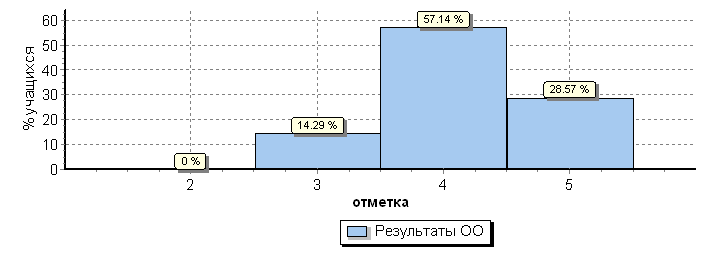 % учащихся
60
50
40
30
20
10
0
0 %
14.29 %
57.14 %
28.57 %
2 3 4 5
отметка
Результаты ОО